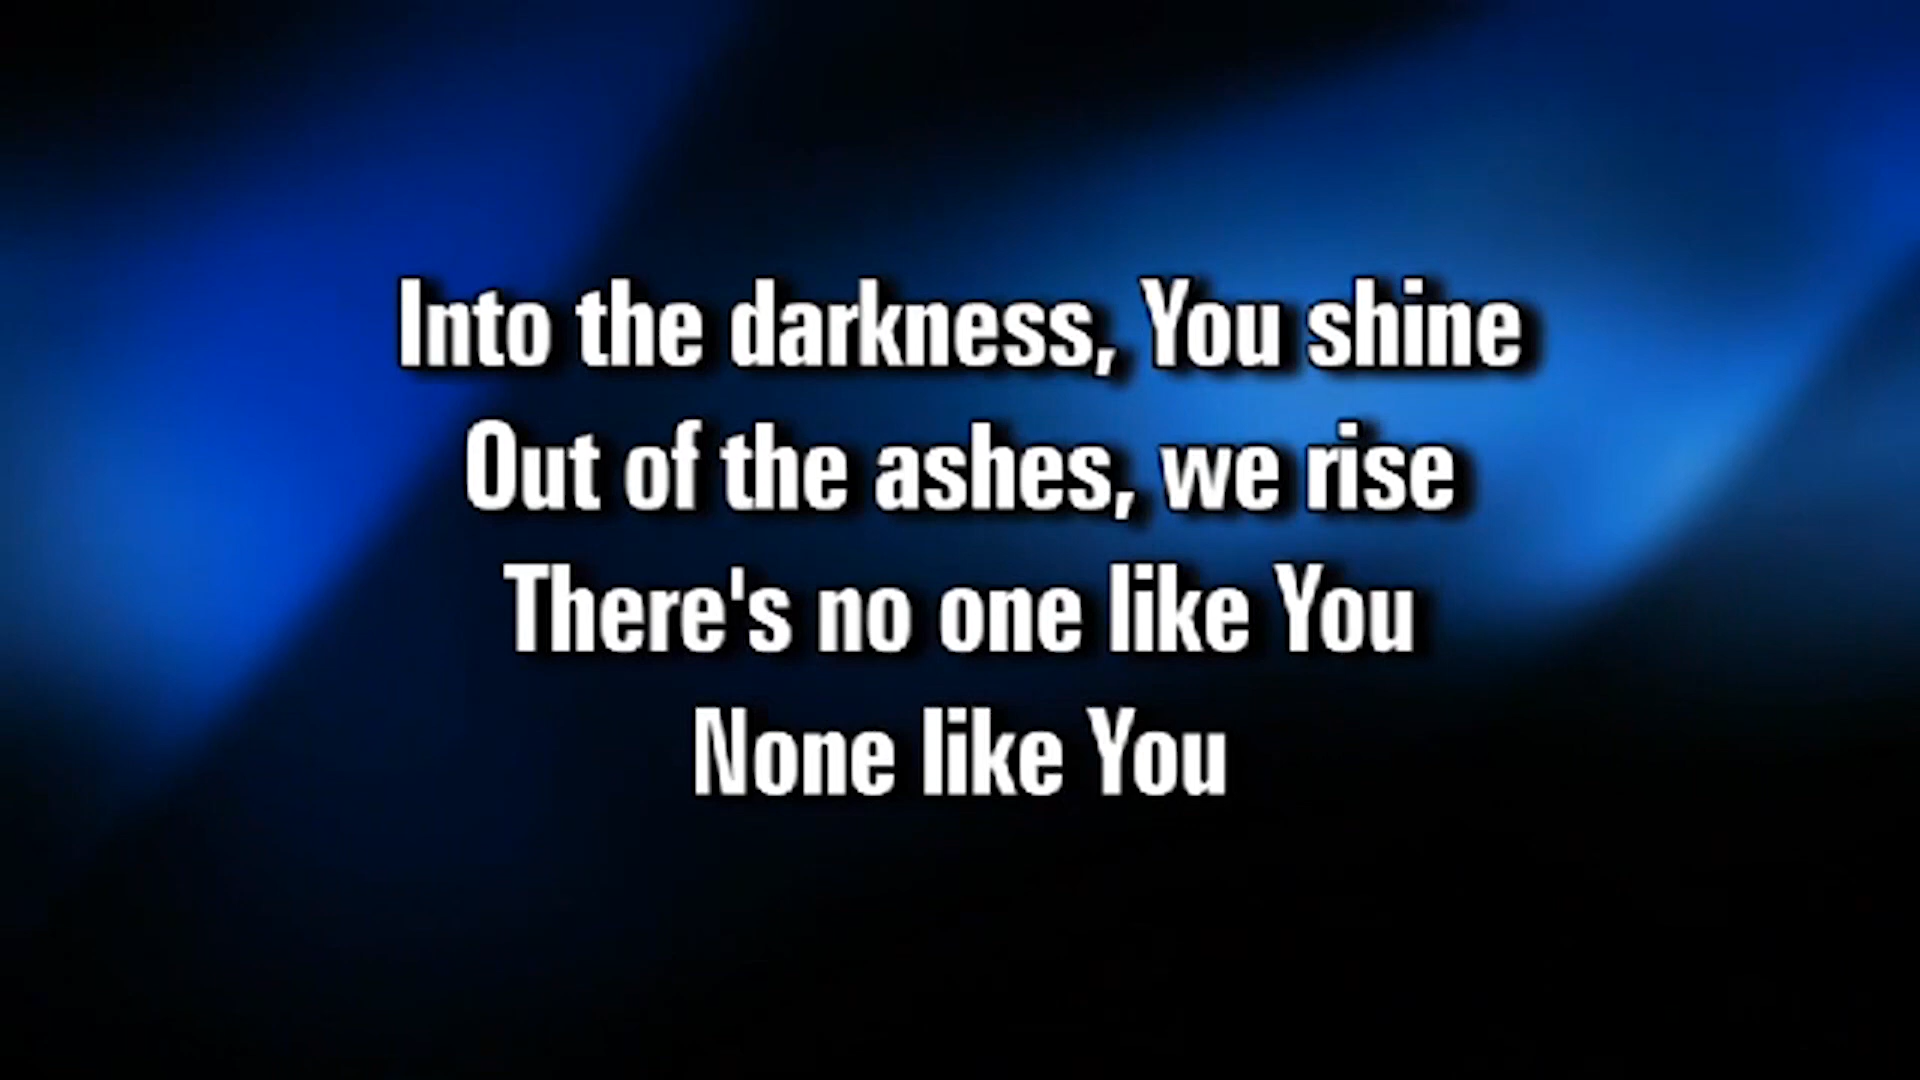 Into the darkness, You shine
Out of the ashes, we rise
There's no one like You
None like You